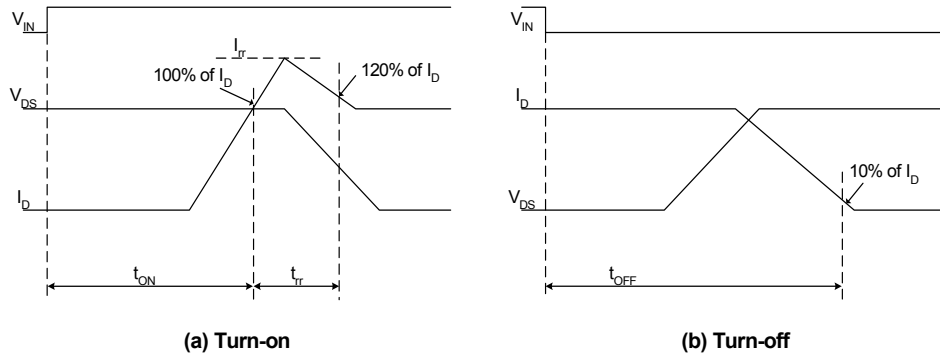 V_IN
I_rr
100% of I_D
120% of I_D
V_DS
I_D
t_ON
t_rr
(a) Turn-on
V_IN
I_D
10% of I_D
V_DS
t_OFF
(b) Turn-off